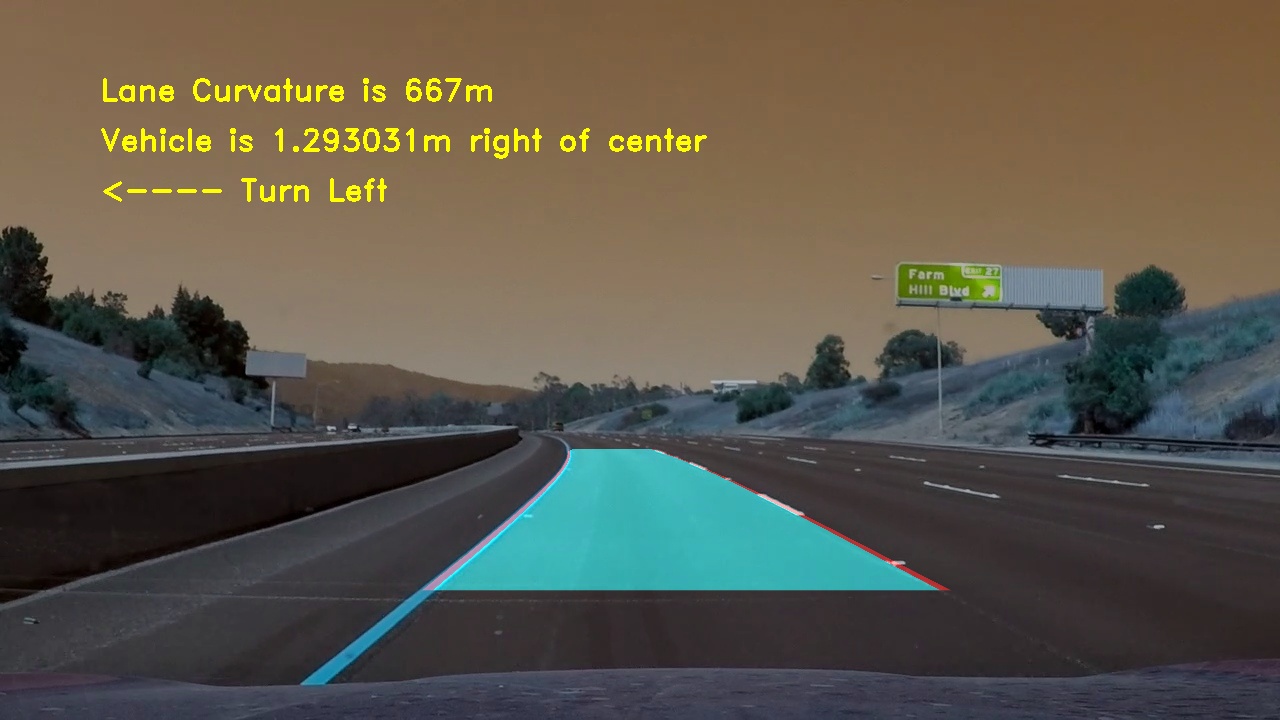 Lane Curvature is 667m
Vehicle is 1.293031m right of center
<---- Turn Left
EXIT 27
Farm
Hill Blvd